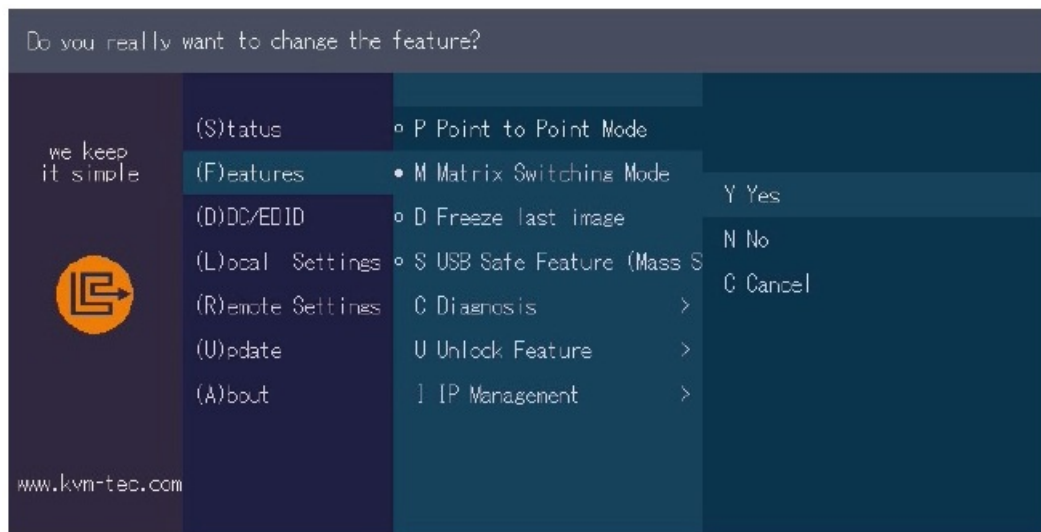 Do you really want to change the feature?
we keep
it simple
www.kvm-tec.com
(S)tatus
(F)eatures
(D)DC/EDID
(L)ocal Settings
(R)emote Settings
(U)pdate
(A)bout
P Point to Point Mode
M Matrix Switching Mode
D Freeze last image
S USB Safe Feature (Mass S
C Diagnosis >
U Unlock Feature >
I IP Management >
Y Yes
N No
C Cancel